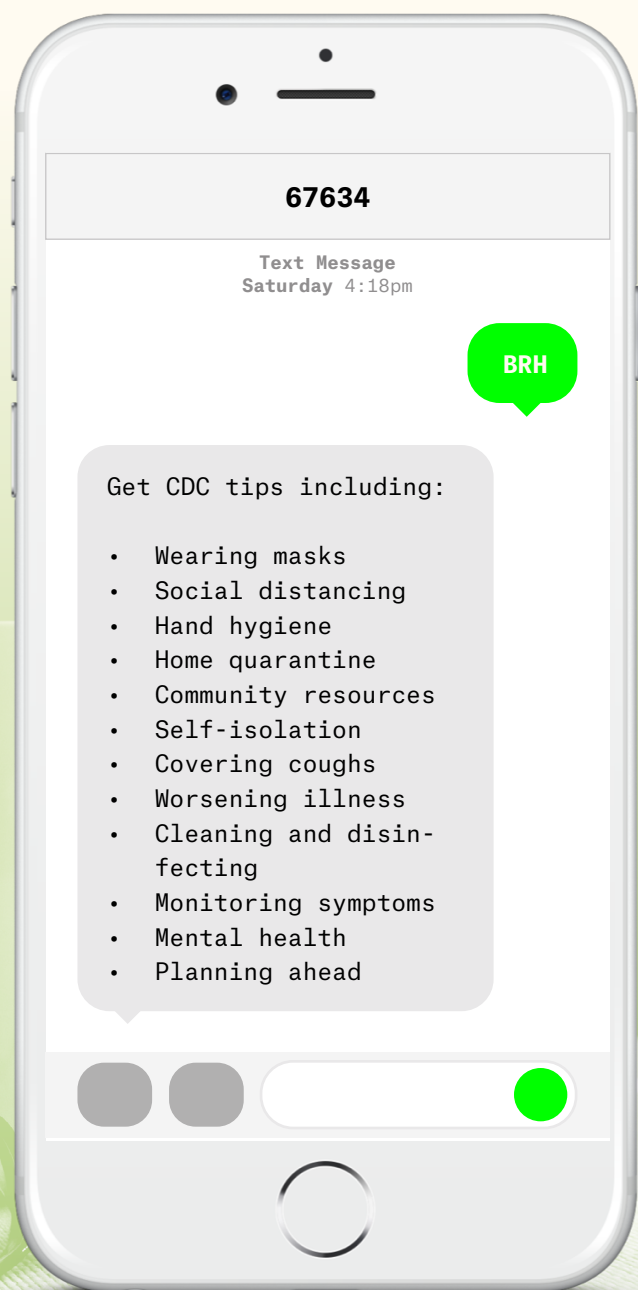 67634
Text Message
Saturday 4:18pm
BRH
Get CDC tips including:
• Wearing masks
• Social distancing
• Hand hygiene
• Home quarantine
• Community resources
• Self-isolation
• Covering coughs
• Worsening illness
• Cleaning and disin-
fecting
• Monitoring symptoms
• Mental health
• Planning ahead